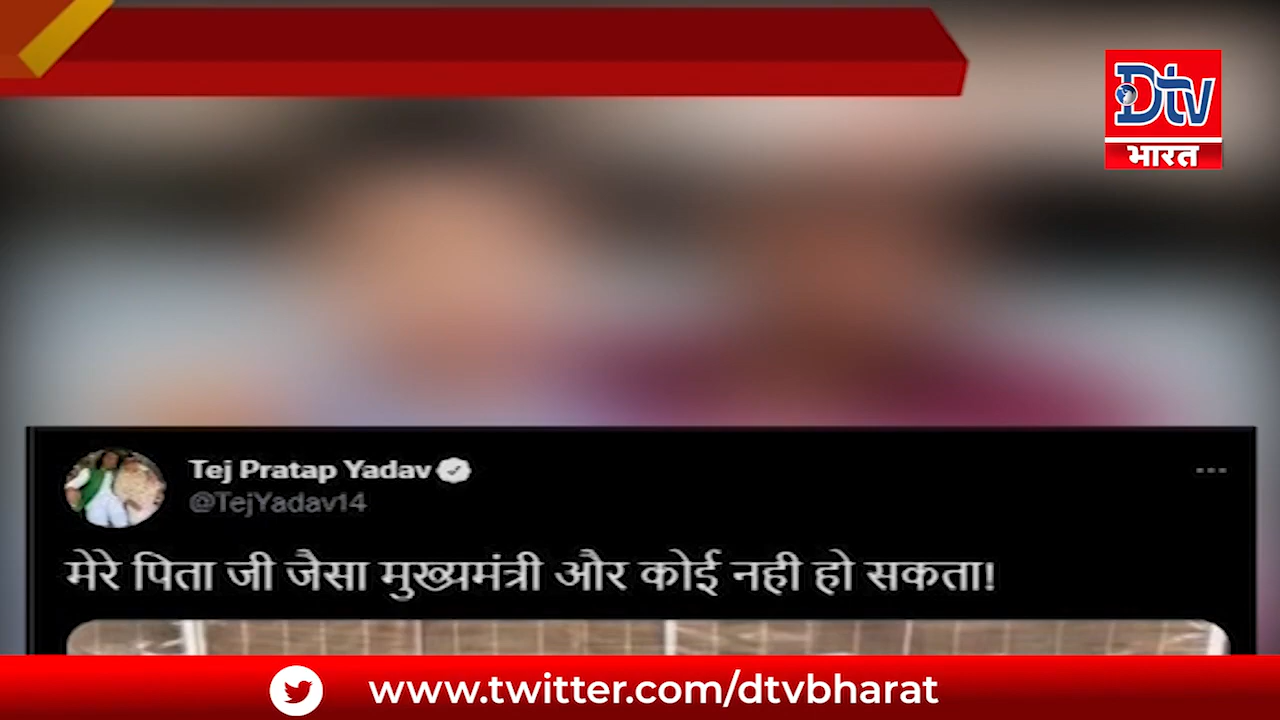 Dtv
भारत
Tej Pratap Yadav
@TejYadav14
मेरे पिता जी जैसा मुख्यमंत्री और कोई नही हो सकता!
www.twitter.com/dtvbharat